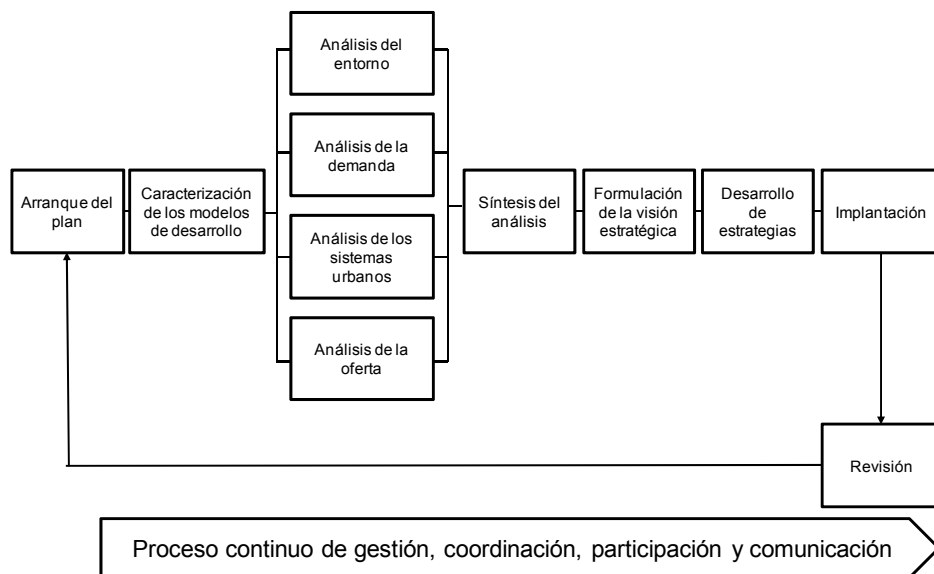 Arranque del
plan
Caracterización
de los modelos
de desarrollo
Análisis del
entorno
Análisis de la
demanda
Análisis de los
sistemas
urbanos
Análisis de la
oferta
Síntesis del
análisis
Formulación
de la visión
estratégica
Desarrollo
de
estrategias
Implantación
Revisión
Proceso continuo de gestión, coordinación, participación y comunicación